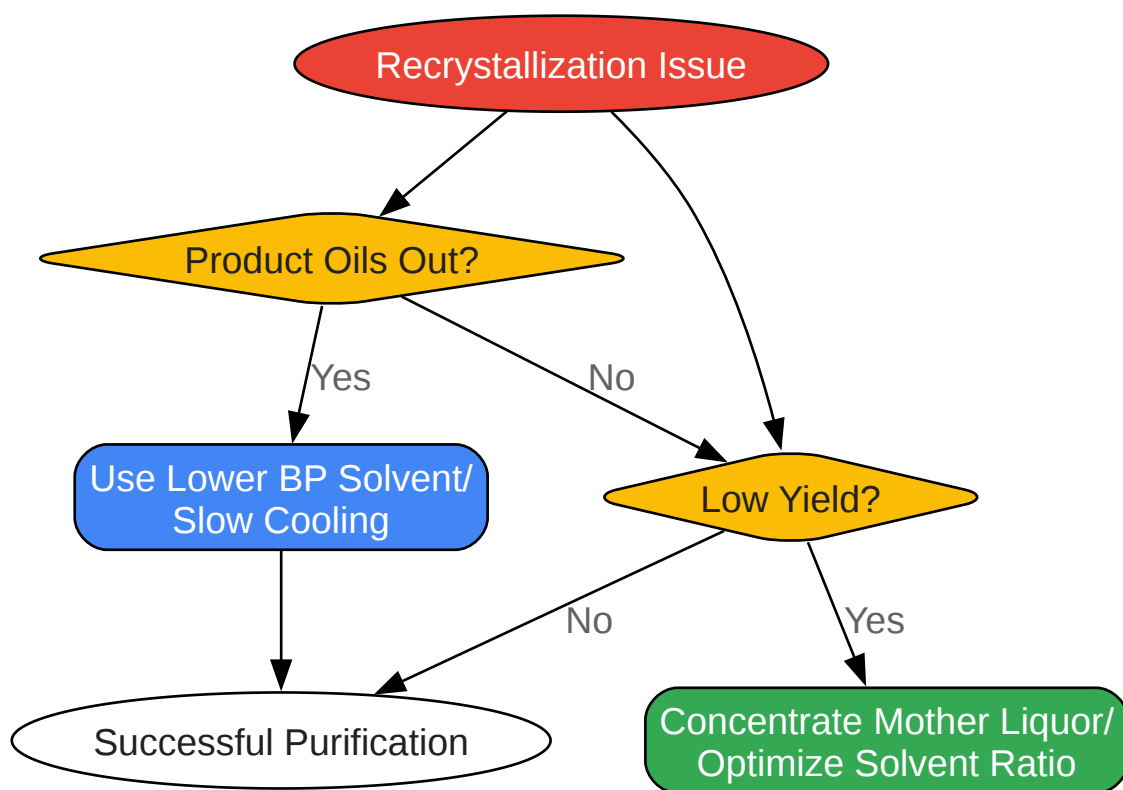 Recrystallization Issue
Product Oils Out?
Yes
No
Use Lower BP Solvent/
Slow Cooling
Low Yield?
No
Yes
Successful Purification
Concentrate Mother Liquor/
Optimize Solvent Ratio